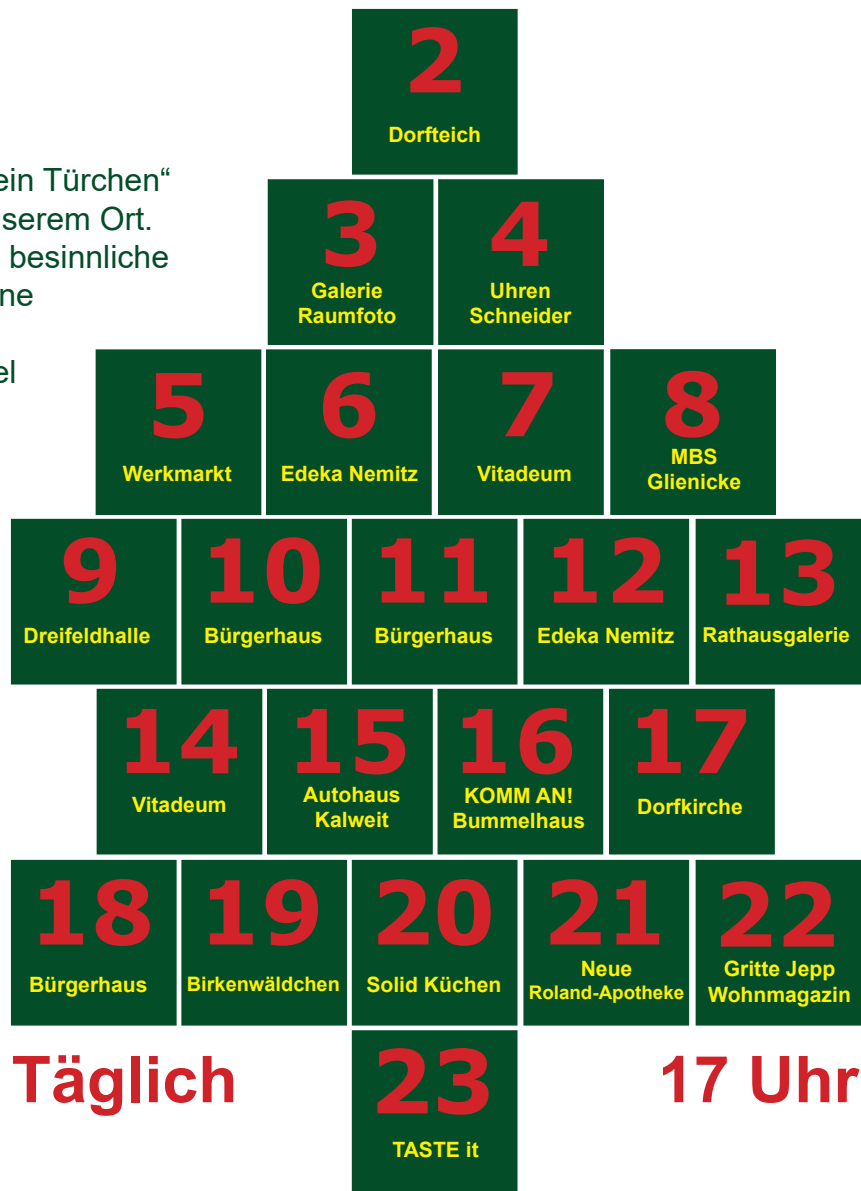 2
Dorfteich
ein Türchen“
serem Ort.
besinnliche
ne
el
3
Galerie
Raumfoto
4
Uhren
Schneider
5
Werkmarkt
6
Edeka Nemitz
7
Vitadeum
8
MBS
Glienicke
9
Dreifeldhalle
10
Bürgerhaus
11
Bürgerhaus
12
Edeka Nemitz
13
Rathausgalerie
14
Vitadeum
15
Autohaus
Kalweit
16
KOMM AN!
Bummelhaus
17
Dorfkirche
18
Bürgerhaus
19
Birkenwäldchen
20
Solid Küchen
21
Neue
Roland-Apotheke
22
Gritte Jepp
Wohnmagazin
Täglich
23
TASTE it
17 Uhr